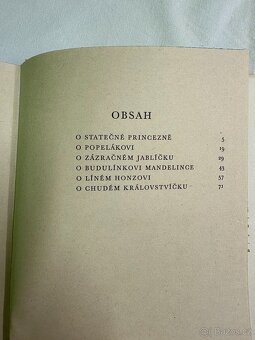 OBSAH
O STATEČNÉ PRINCEZNĚ 5
O POPELÁKOVI 19
O ZÁZRAČNÉM JABLÍČKU 29
O BUDULÍNKOVI MANDELINCE 43
O LÍNÉM HONZOVI 57
O CHUDÉM KRÁLOVSTVÍČKU 71